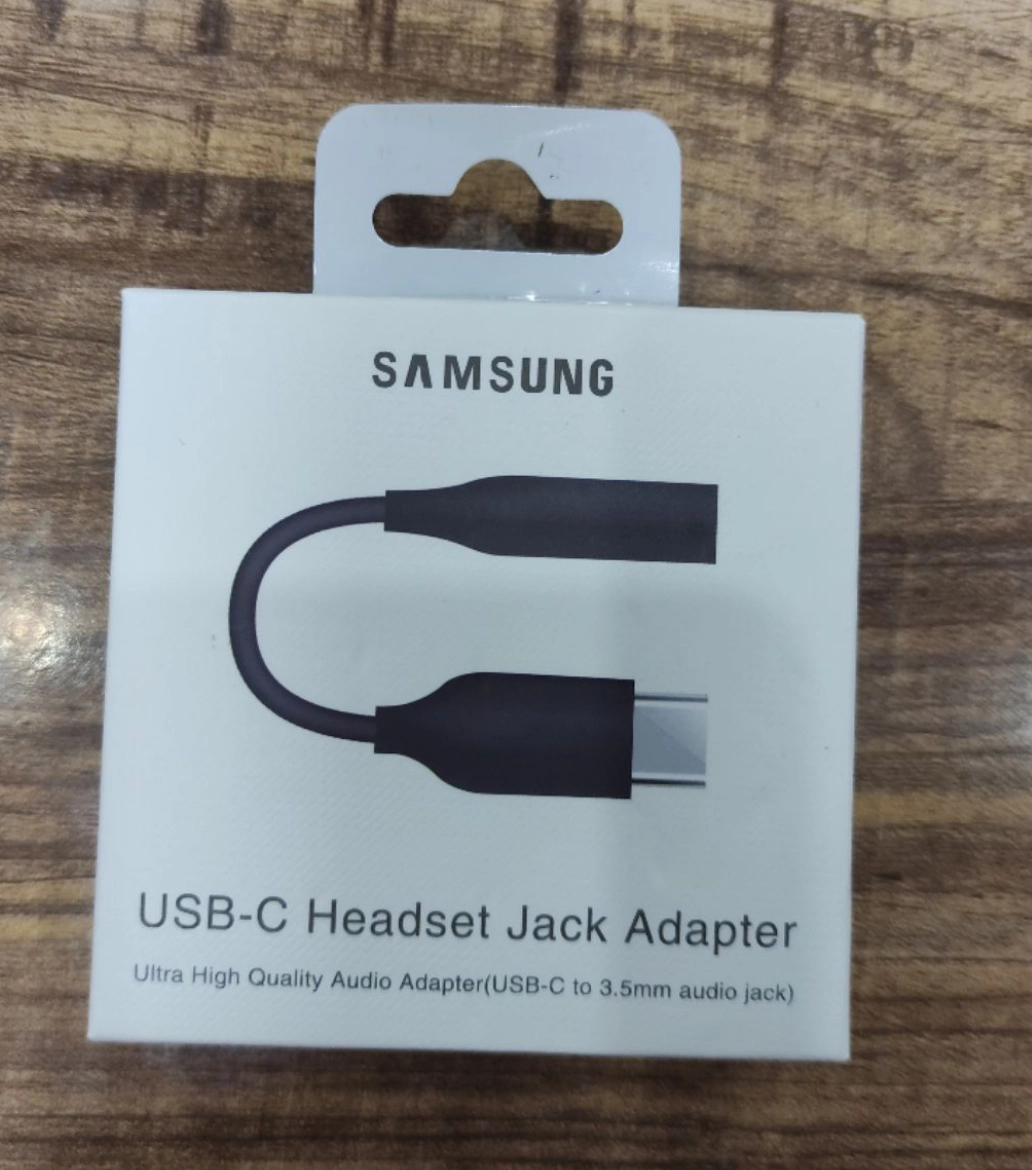 SAMSUNG
USB-C Headset Jack Adapter
Ultra High Quality Audio Adapter(USB-C to 3.5mm audio jack)